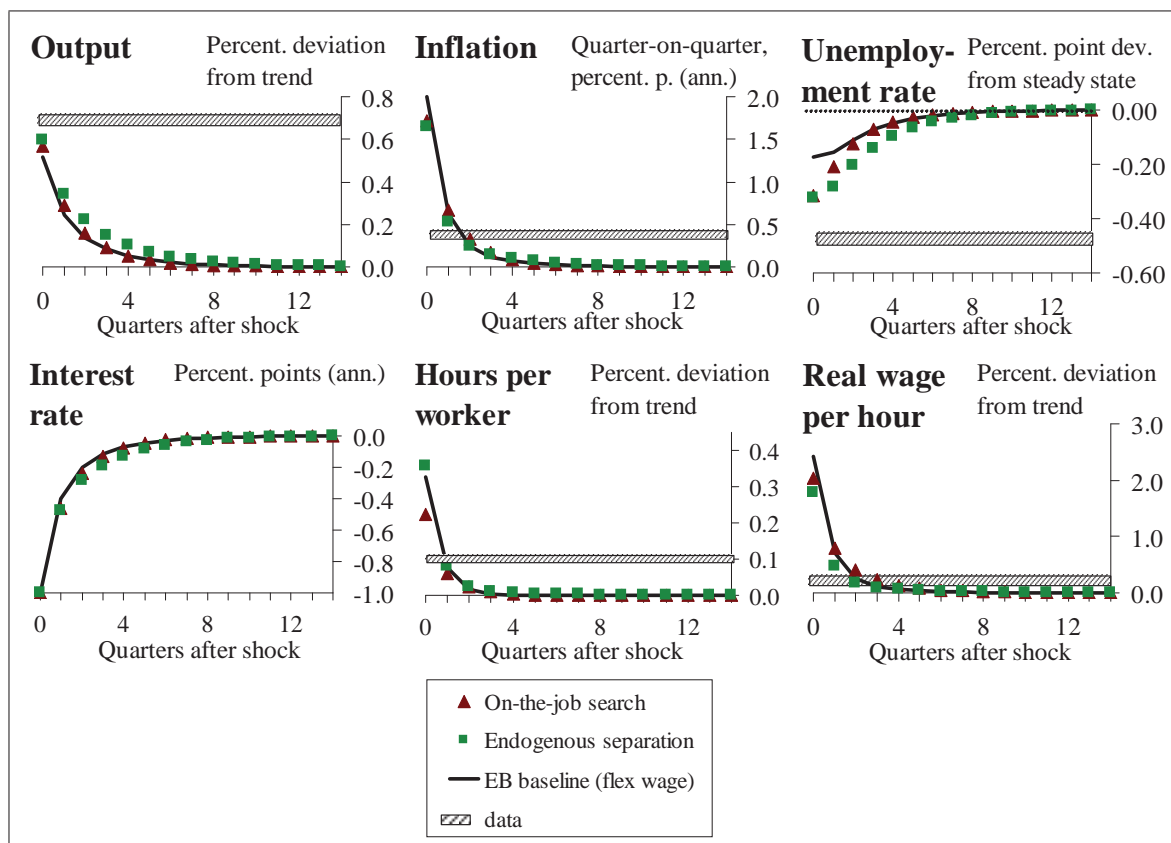 Output
Percent. deviation
from trend
0.8
0.6
0.4
0.2
0.0
0 4 8 12
Quarters after shock
Inflation
Quarter-on-quarter,
percent. p. (ann.)
2.0
1.5
1.0
0.5
0.0
0 4 8 12
Quarters after shock
Unemploy-
ment rate
Percent. point dev.
from steady state
0.00
-0.20
-0.40
-0.60
0 4 8 12
Quarters after shock
Interest
rate
Percent. points (ann.)
0.0
-0.2
-0.4
-0.6
-0.8
-1.0
0 4 8 12
Quarters after shock
Hours per
worker
Percent. deviation
from trend
0.4
0.3
0.2
0.1
0.0
0 4 8 12
Quarters after shock
Real wage
per hour
Percent. deviation
from trend
3.0
2.0
1.0
0.0
0 4 8 12
Quarters after shock
On-the-job search
Endogenous separation
EB baseline (flex wage)
data